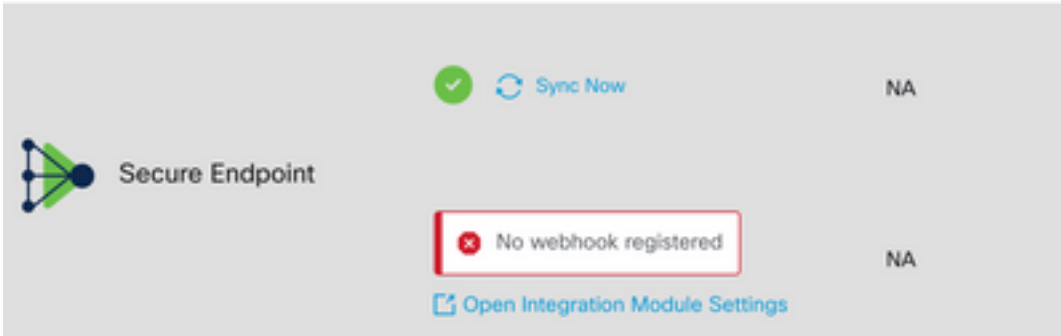 Sync Now
NA
Secure Endpoint
No webhook registered
NA
Open Integration Module Settings